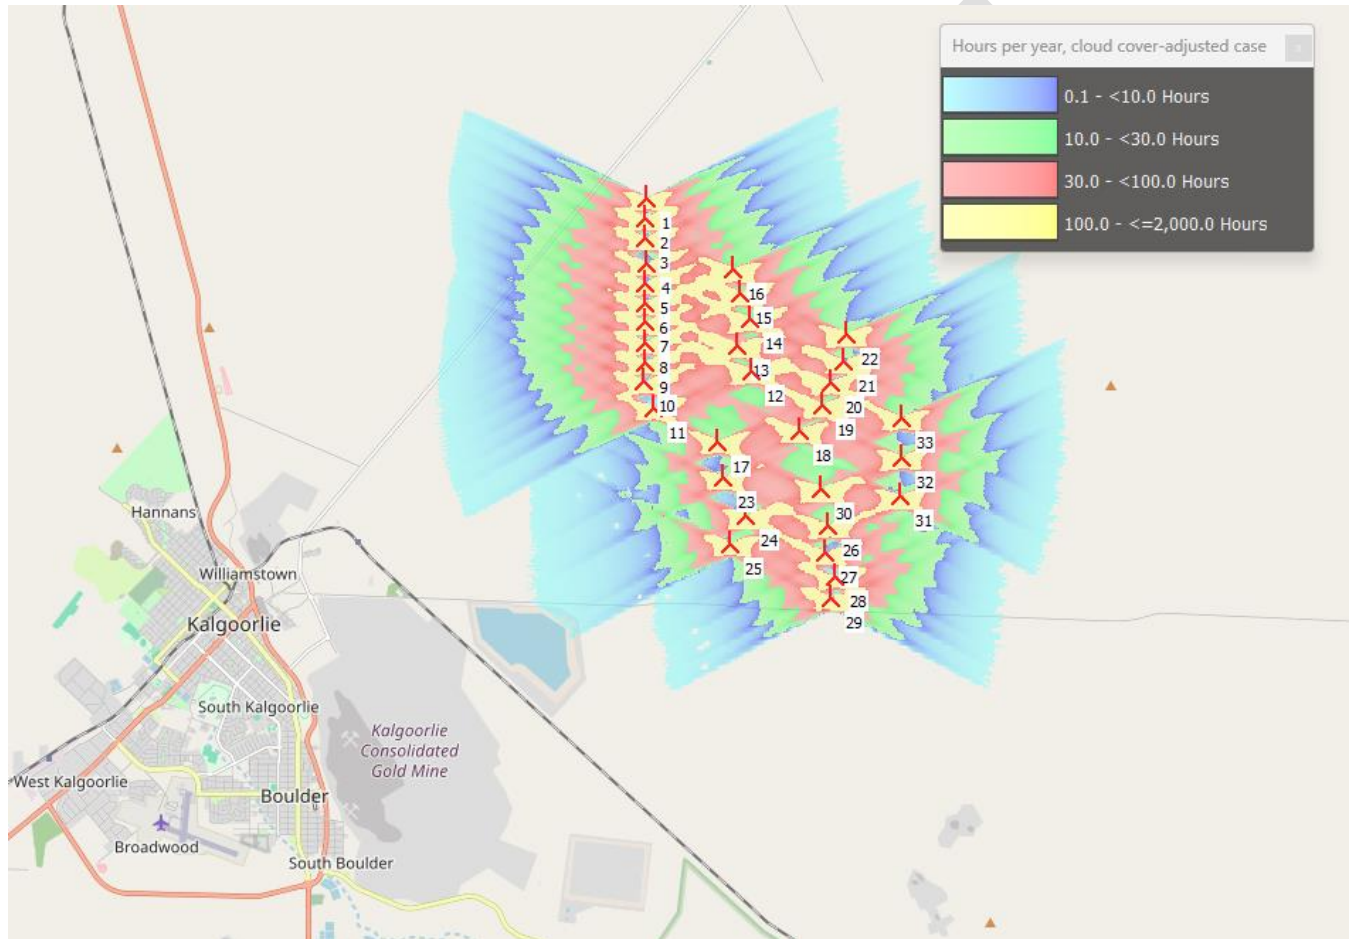 Hours per year, cloud cover-adjusted case
0.1 - <10.0 Hours
10.0 - <30.0 Hours
30.0 - <100.0 Hours
100.0 - <=2,000.0 Hours
1
2
3
4
5
6
7
8
9
10
11
16
15
14
13
12
22
21
20
19
18
33
32
31
17
23
24
25
30
26
27
28
29
Hannans
Williamstown
Kalgoorlie
South Kalgoorlie
Kalgoorlie
Consolidated
Gold Mine
West Kalgoorlie
Boulder
Broadwood
South Boulder